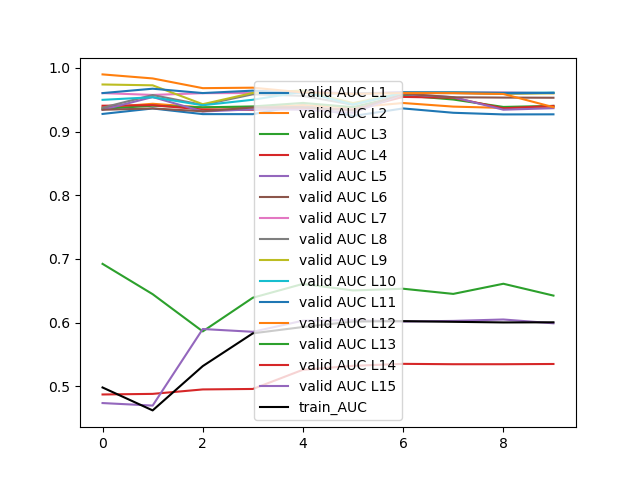 1.0
0.9
0.8
0.7
0.6
0.5
valid AUC L1
valid AUC L2
valid AUC L3
valid AUC L4
valid AUC L5
valid AUC L6
valid AUC L7
valid AUC L8
valid AUC L9
valid AUC L10
valid AUC L11
valid AUC L12
valid AUC L13
valid AUC L14
valid AUC L15
train_AUC
0 2 4 6 8